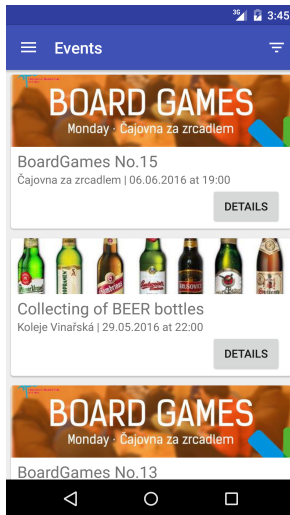 3G 3:45
Events
BOARD GAMES
Monday · Čajovna za zrcadlem
BoardGames No.15
Čajovna za zrcadlem | 06.06.2016 at 19:00
DETAILS
Collecting of BEER bottles
Koleje Vinařská | 29.05.2016 at 22:00
DETAILS
BOARD GAMES
Monday · Čajovna za zrcadlem
BoardGames No.13